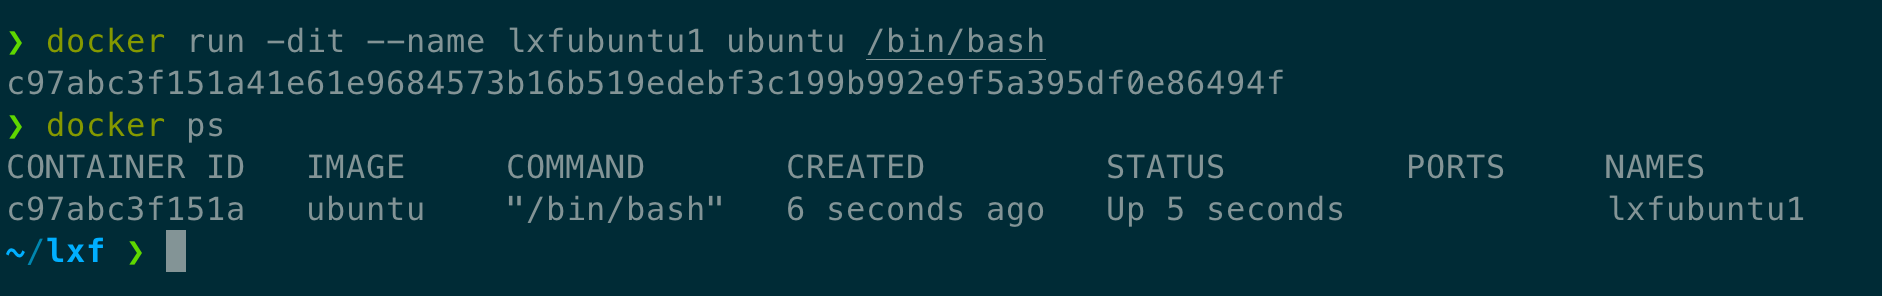 ❯ docker run -dit --name lxfubuntu1 ubuntu /bin/bash
c97abc3f151a41e61e9684573b16b519edebf3c199b992e9f5a395df0e86494f
❯ docker ps
CONTAINER ID   IMAGE     COMMAND       CREATED         STATUS         PORTS     NAMES
c97abc3f151a   ubuntu    "/bin/bash"   6 seconds ago   Up 5 seconds             lxfubuntu1
~/lxf ❯